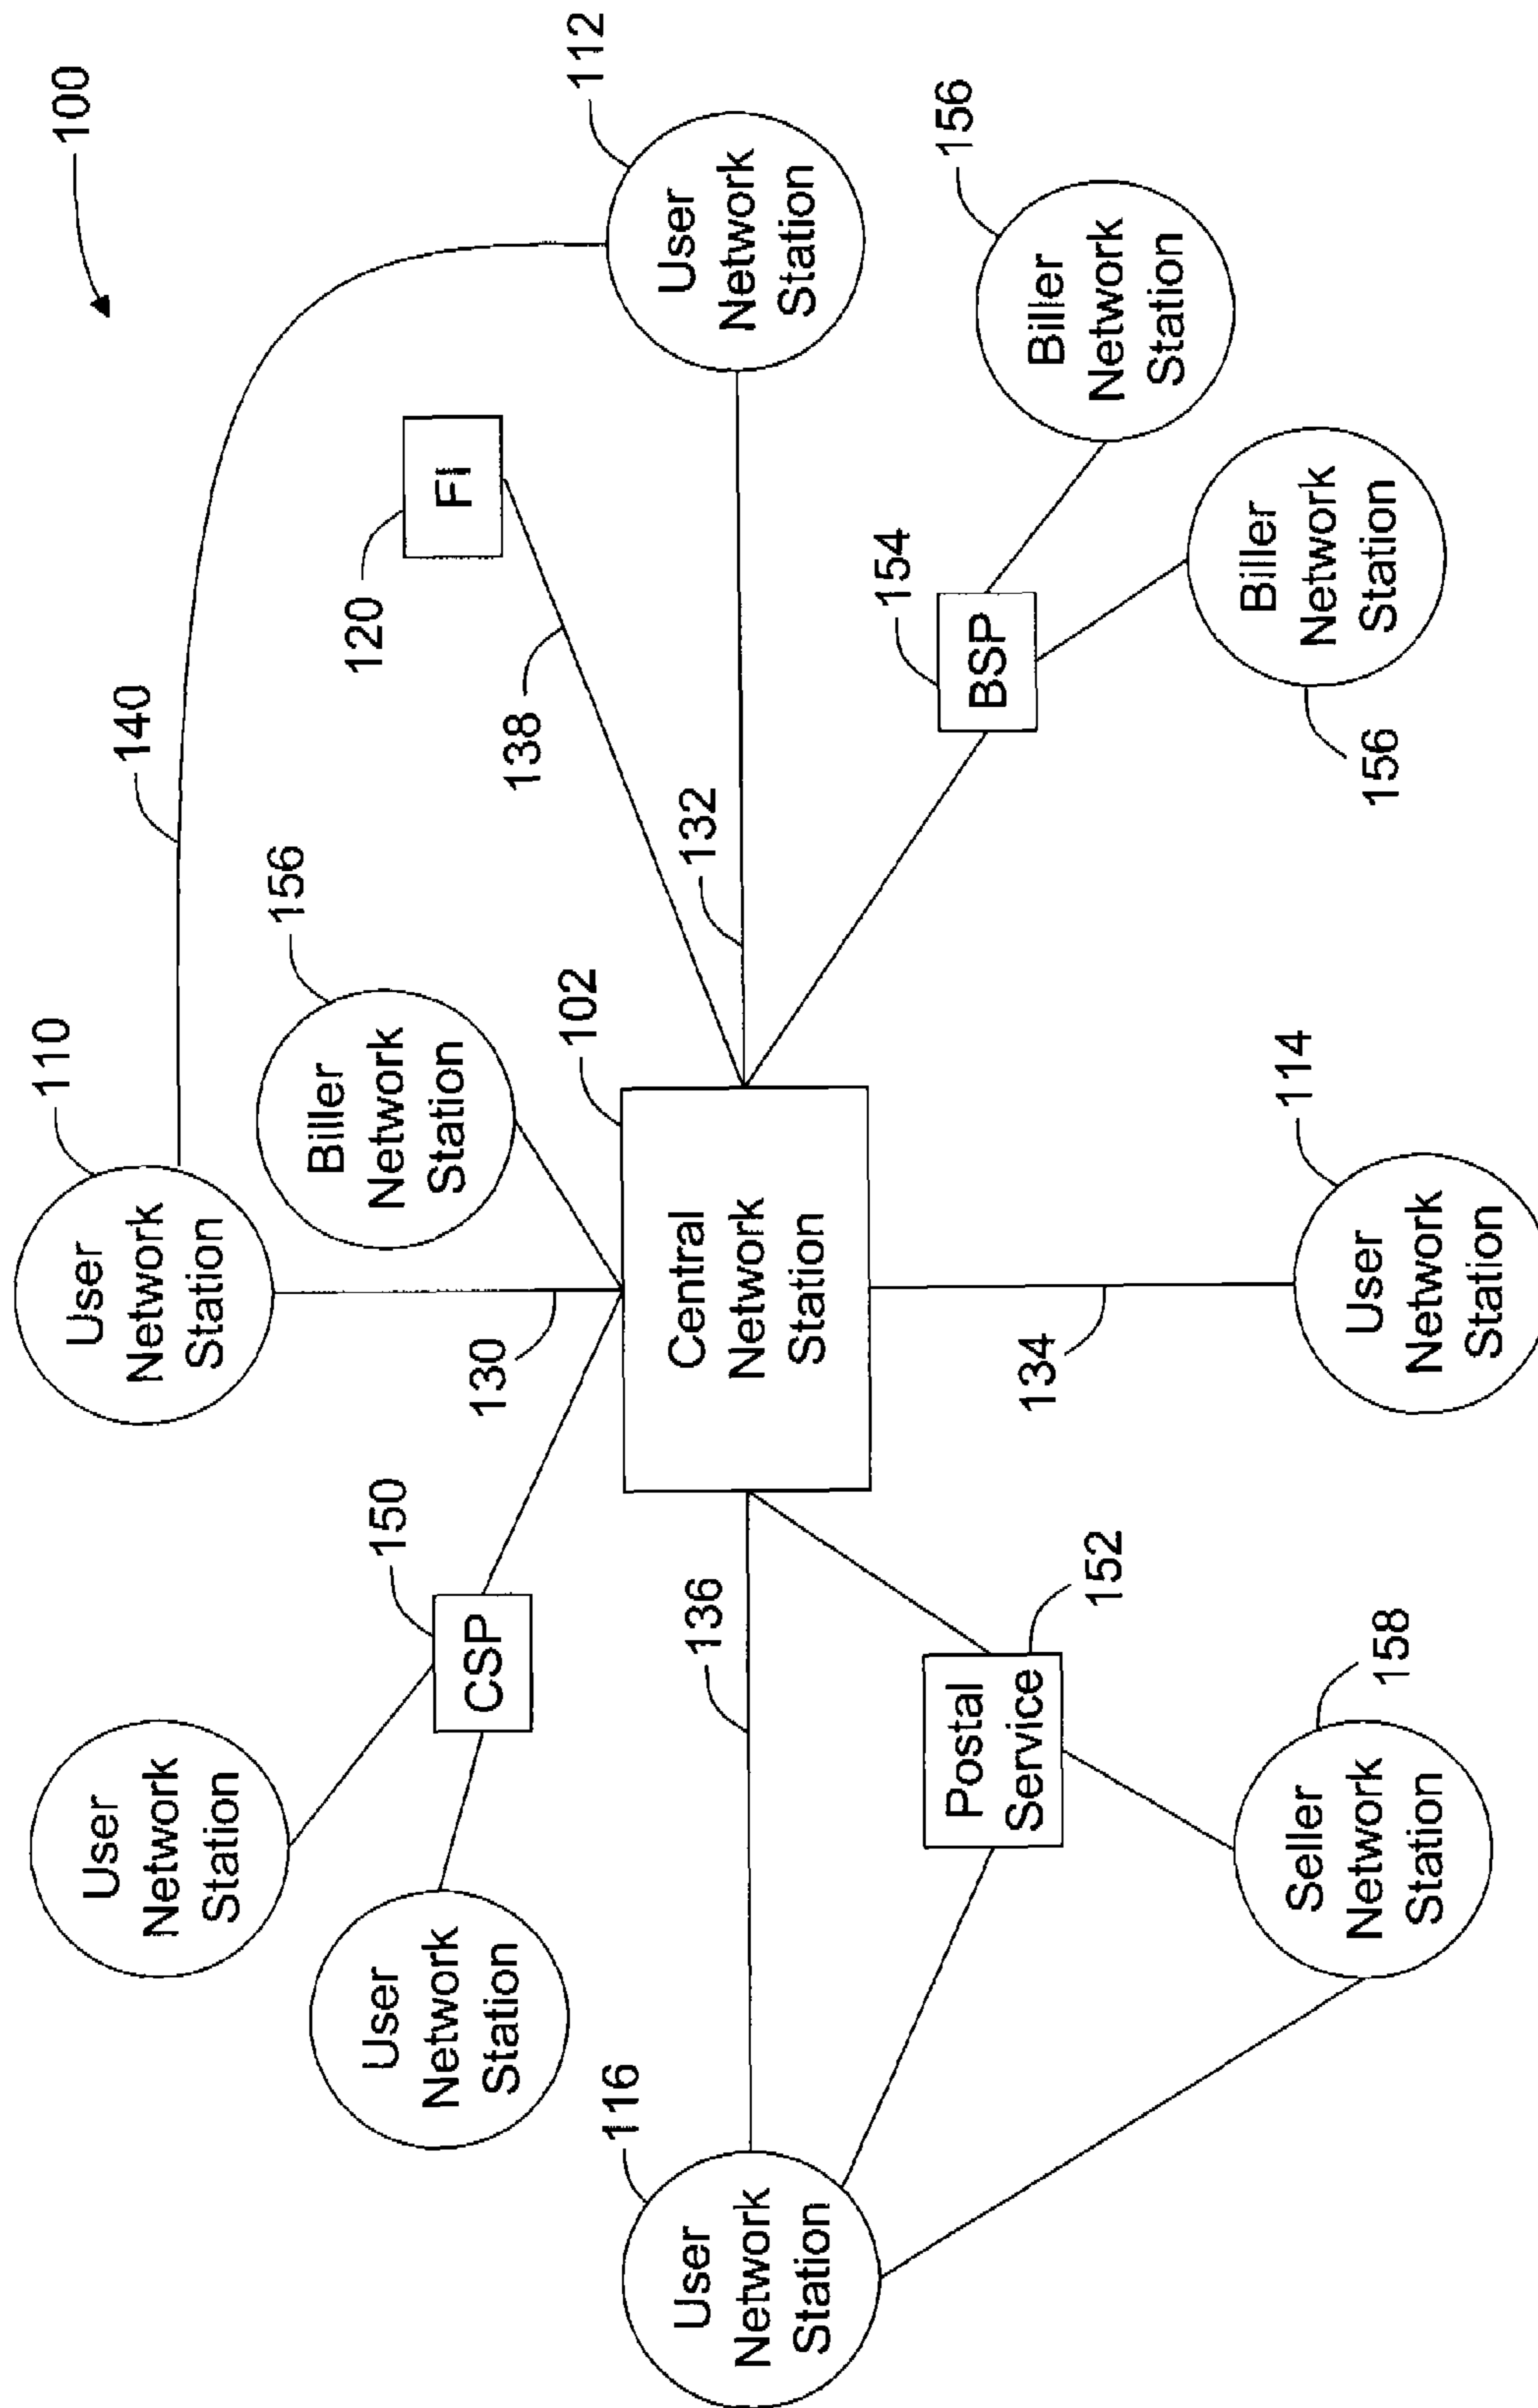 100
110
User
Network
Station
140
112
User
Network
Station
156
Biller
Network
Station
120
FI
138
132
130
102
Central
Network
Station
150
CSP
User
Network
Station
User
Network
Station
116
User
Network
Station
136
152
Postal
Service
158
Seller
Network
Station
134
114
User
Network
Station
154
BSP
156
Biller
Network
Station
156
Biller
Network
Station